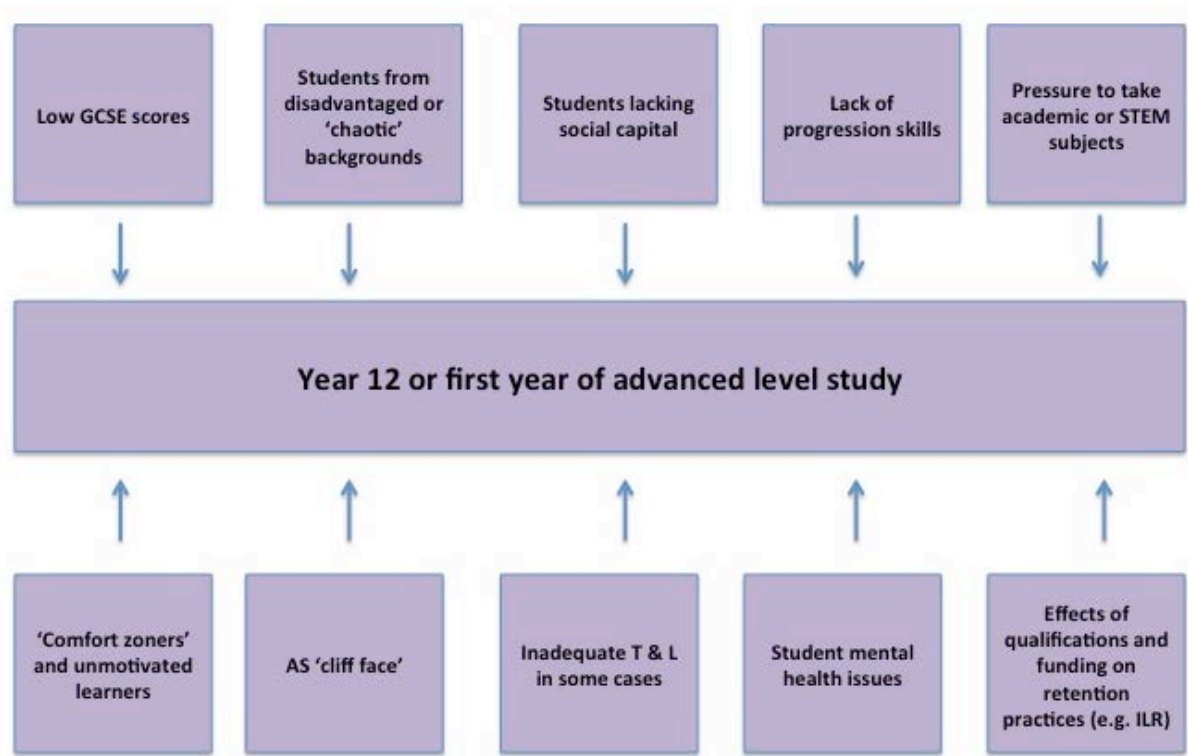 Low GCSE scores
Students from
disadvantaged or
‘chaotic’
backgrounds
Students lacking
social capital
Lack of
progression skills
Pressure to take
academic or STEM
subjects
Year 12 or first year of advanced level study
‘Comfort zoners’
and unmotivated
learners
AS ‘cliff face’
Inadequate T & L
in some cases
Student mental
health issues
Effects of
qualifications and
funding on
retention
practices (e.g. ILR)